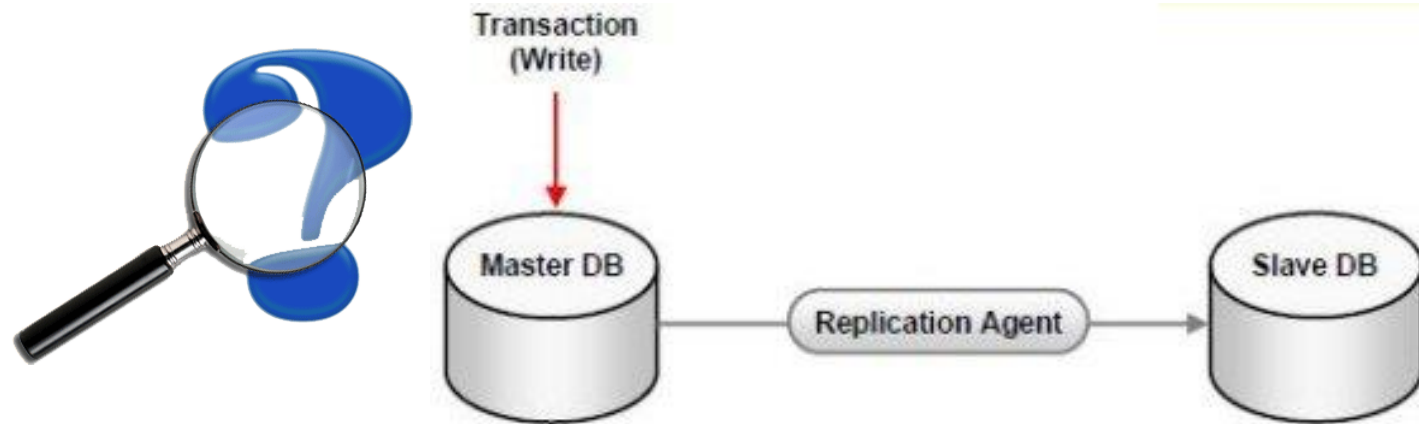 Transaction
(Write)
Master DB
Replication Agent
Slave DB